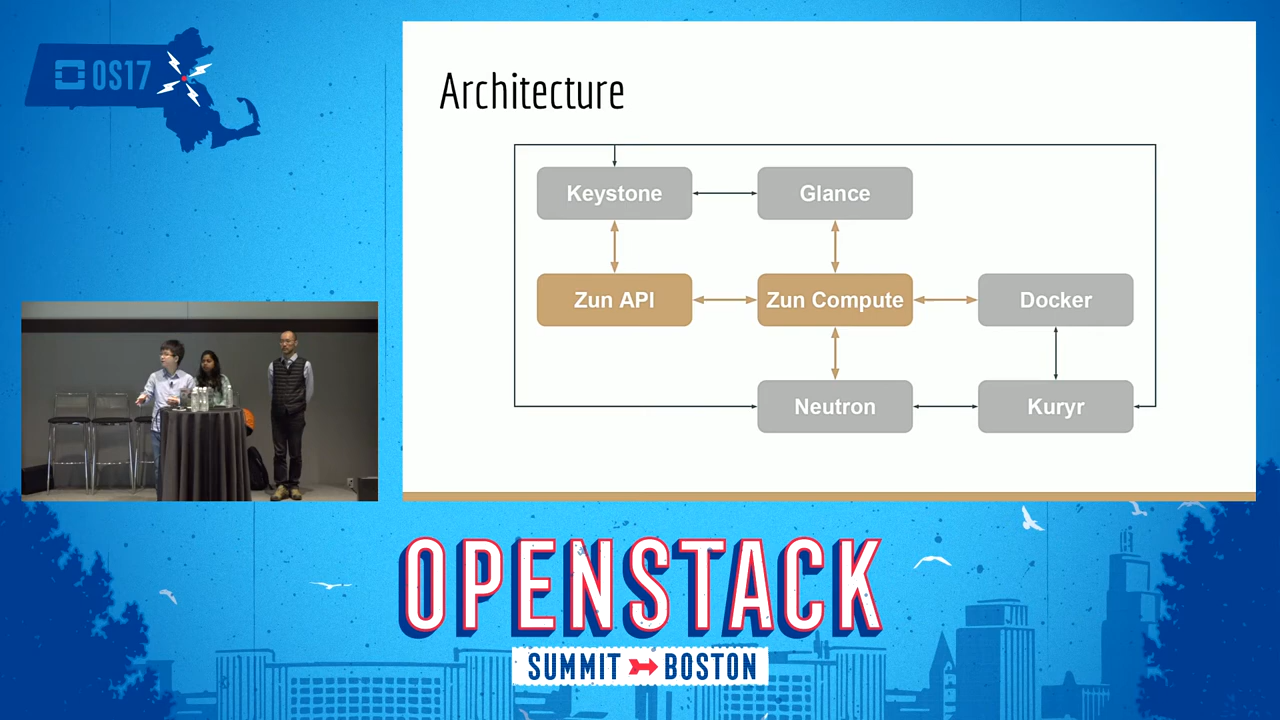 OS17
Architecture
Keystone
Glance
Zun API
Zun Compute
Docker
Neutron
Kuryr
OPENSTACK
SUMMIT BOSTON